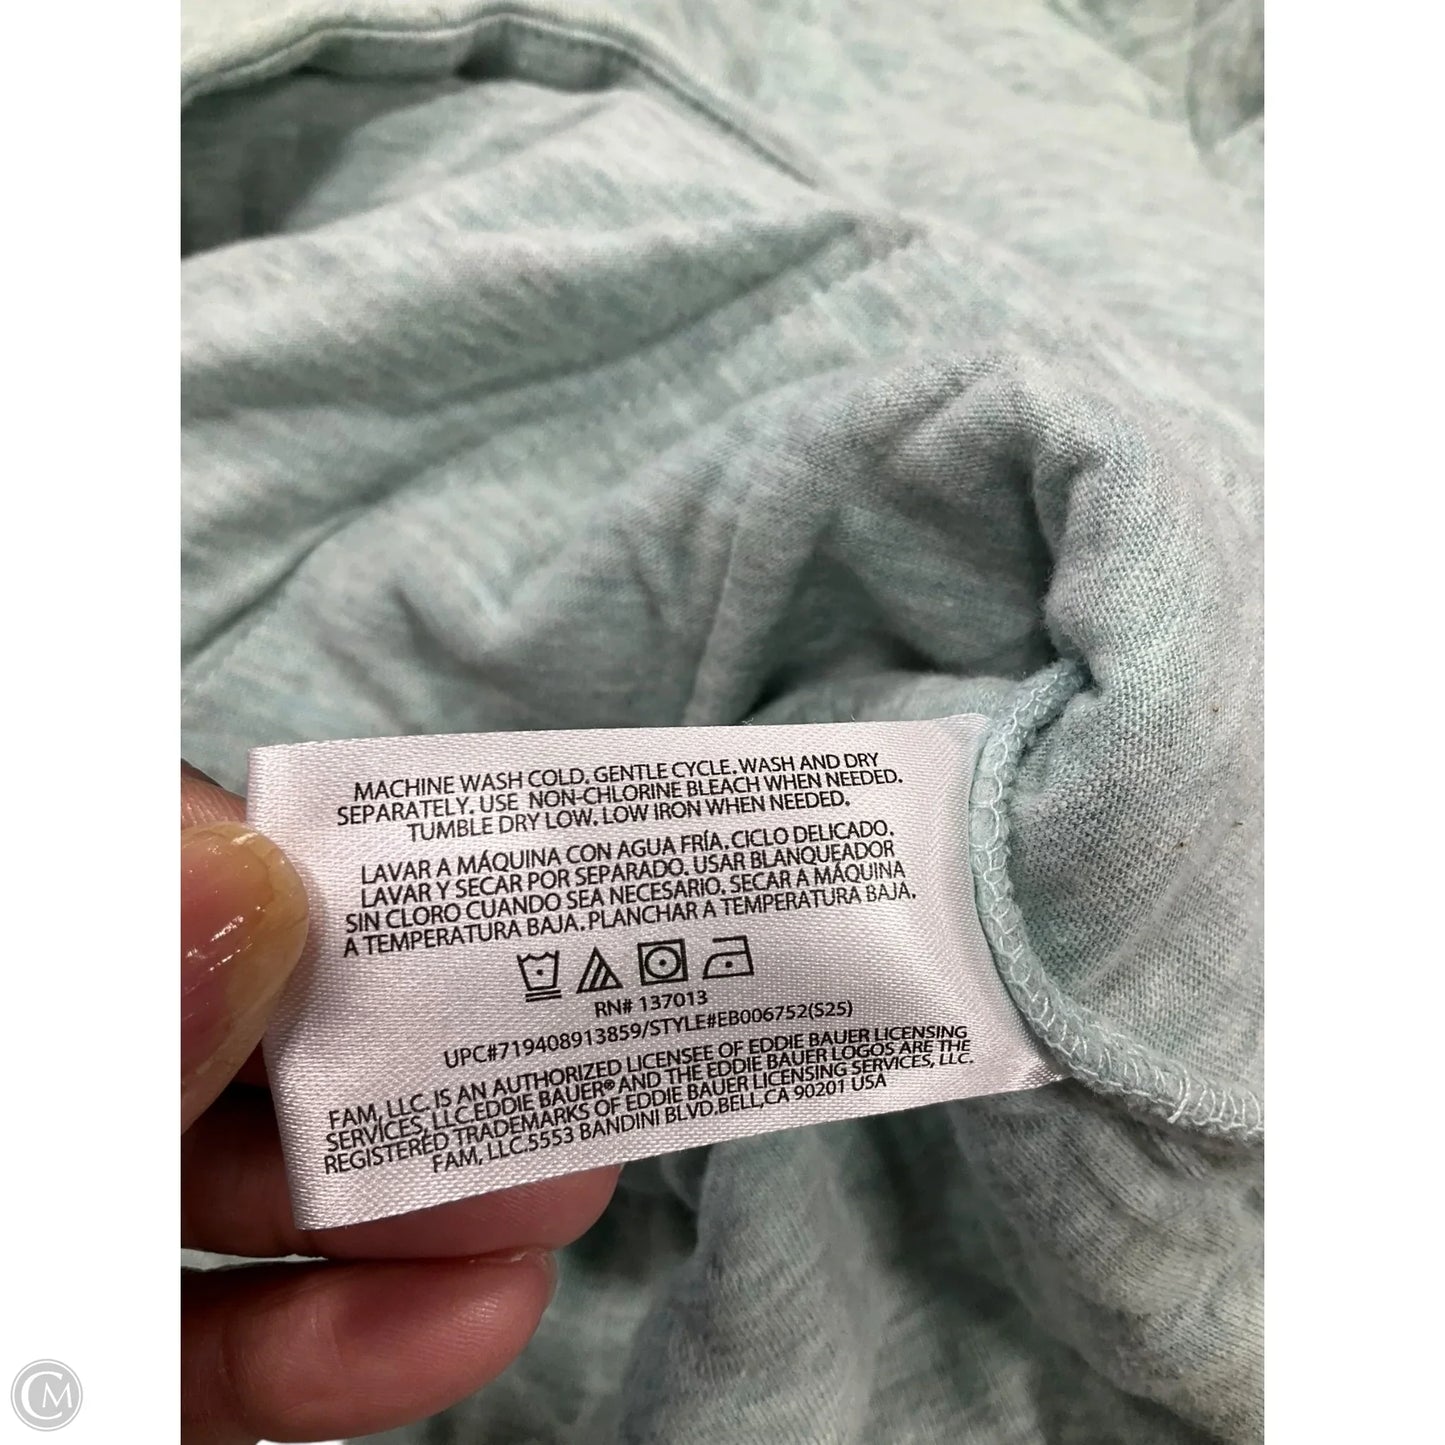 MACHINE WASH COLD. GENTLE CYCLE. WASH AND DRY
SEPARATELY. USE NON-CHLORINE BLEACH WHEN NEEDED.
TUMBLE DRY LOW. LOW IRON WHEN NEEDED.
LAVAR A MÁQUINA CON AGUA FRÍA. CICLO DELICADO.
LAVAR Y SECAR POR SEPARADO. USAR BLANQUEADOR
SIN CLORO CUANDO SEA NECESARIO. SECAR A MÁQUINA
A TEMPERATURA BAJA. PLANCHAR A TEMPERATURA BAJA.
RN# 137013
UPC#719408913859/STYLE#EB006752(S25)
FAM, LLC. IS AN AUTHORIZED LICENSEE OF EDDIE BAUER LICENSING
SERVICES, LLC.EDDIE BAUER® AND THE EDDIE BAUER LOGOS ARE THE
REGISTERED TRADEMARKS OF EDDIE BAUER LICENSING SERVICES, LLC.
FAM, LLC.5553 BANDINI BLVD.BELL,CA 90201 USA
CM